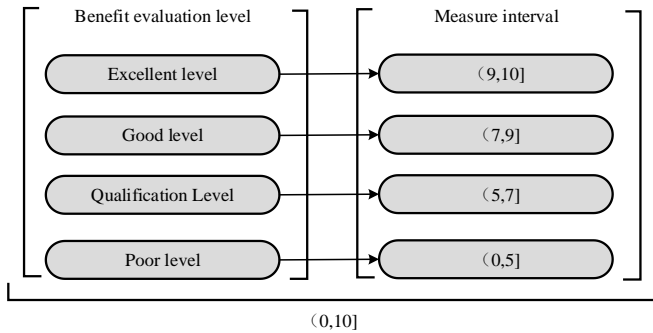 Benefit evaluation level Measure interval
Excellent level （9,10]
Good level （7,9]
Qualification Level （5,7]
Poor level （0,5]
（0,10]